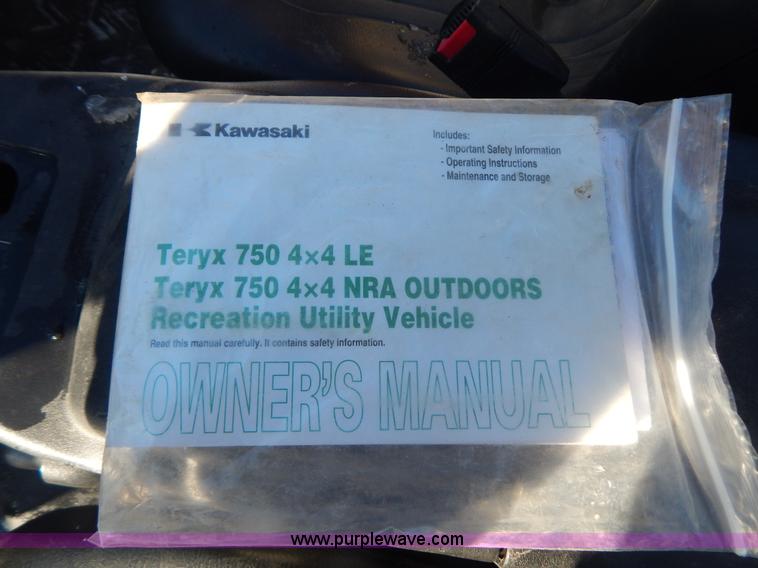 Kawasaki
Includes:
- Important Safety Information
- Operating Instructions
- Maintenance and Storage
Teryx 750 4×4 LE
Teryx 750 4×4 NRA OUTDOORS
Recreation Utility Vehicle
Read this manual carefully. It contains safety information.
OWNER'S MANUAL
www.purplewave.com